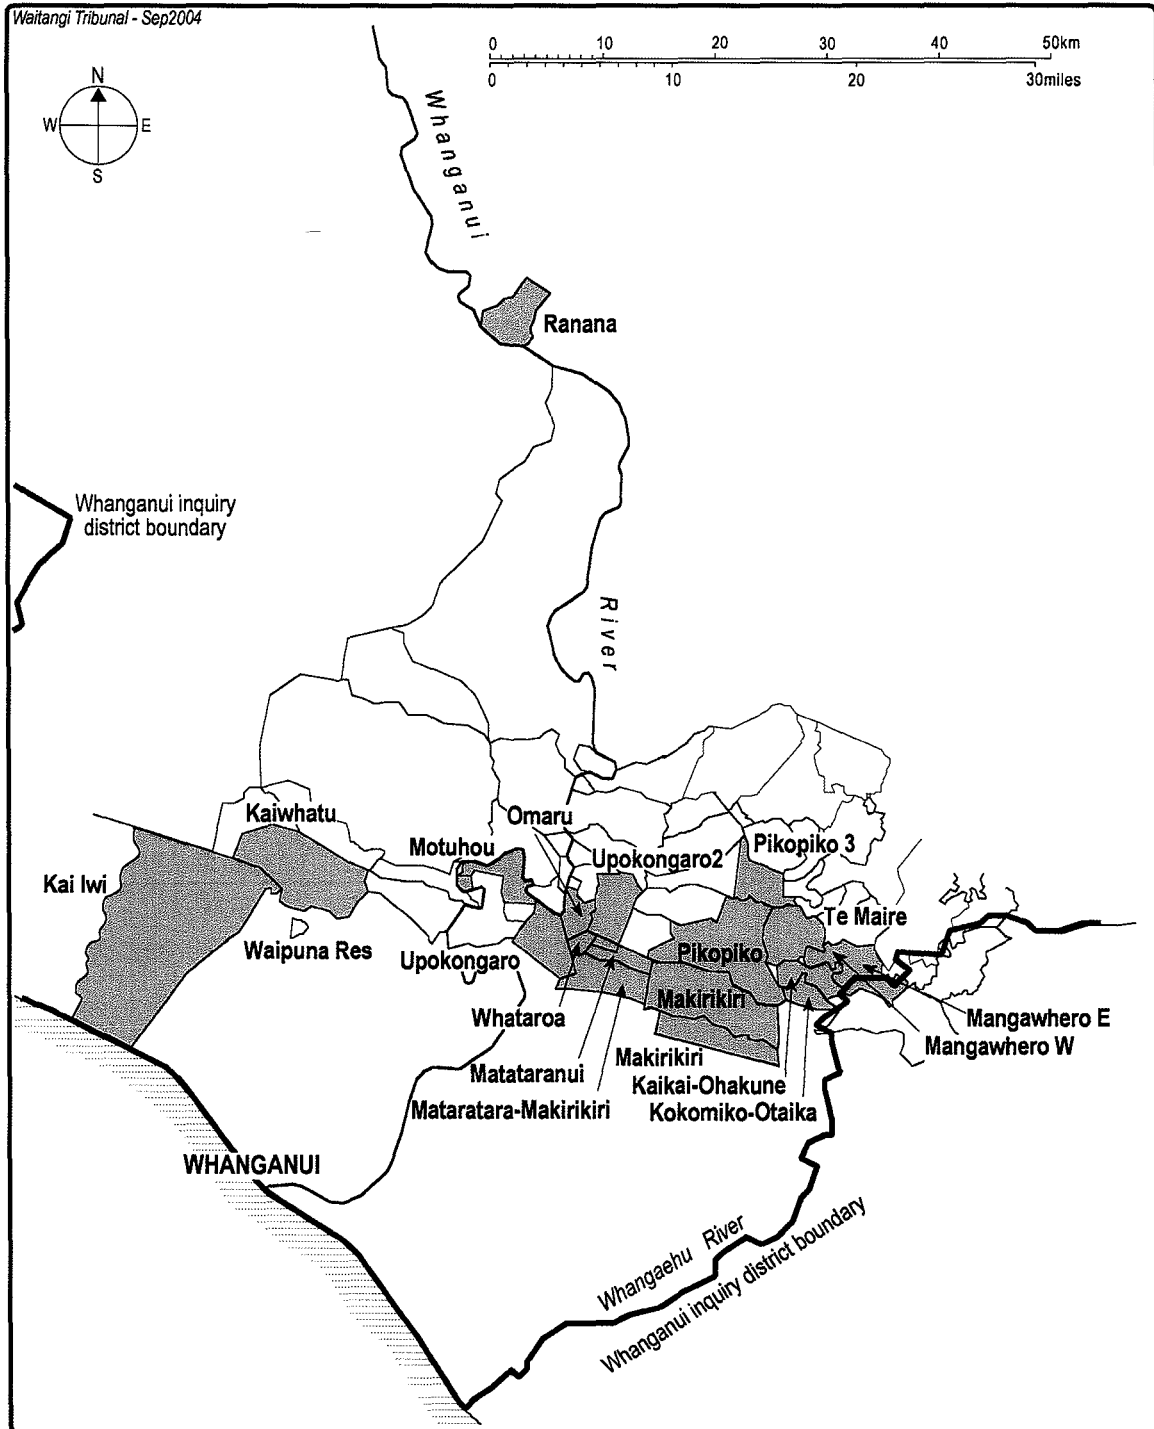 Waitangi Tribunal - Sep2004
0 10 20 30 40 50km
0 10 20 30miles
N
W E
S
Whanganui
Ranana
Whanganui inquiry
district boundary
River
Kaiwhatu
Omaru
Motuhou
Upokongaro2
Pikopiko 3
Kai Iwi
Te Maire
Waipuna Res
Upokongaro
Pikopiko
Makirikiri
Whataroa
Mangawhero E
Mangawhero W
Makirikiri
Matataranui
Kaikai-Ohakune
Mataratara-Makirikiri
Kokomiko-Otaika
WHANGANUI
Whangaehu River
Whanganui inquiry district boundary